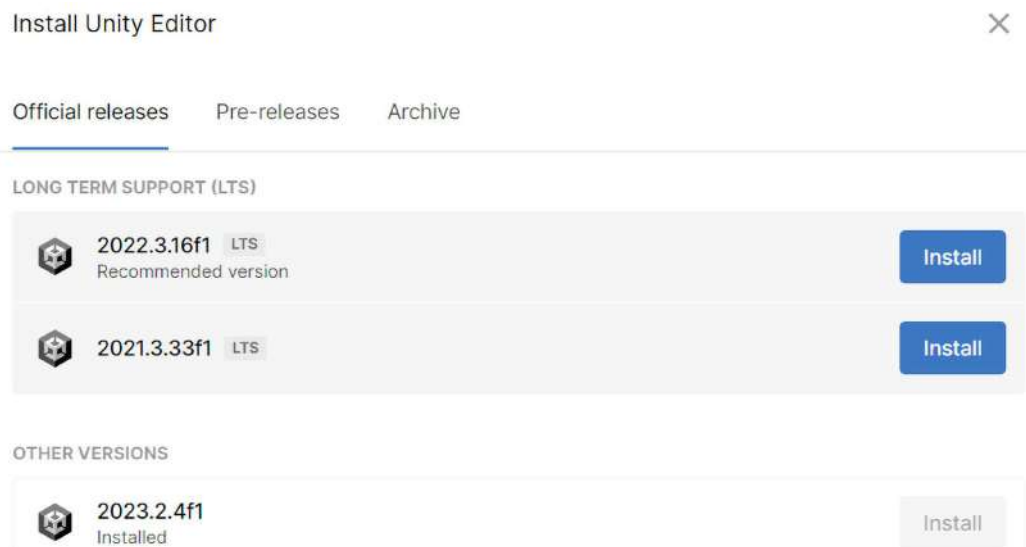 Install Unity Editor
Official releases Pre-releases Archive
LONG TERM SUPPORT (LTS)
2022.3.16f1 LTS
Recommended version
Install
2021.3.33f1 LTS
Install
OTHER VERSIONS
2023.2.4f1
Installed
Install